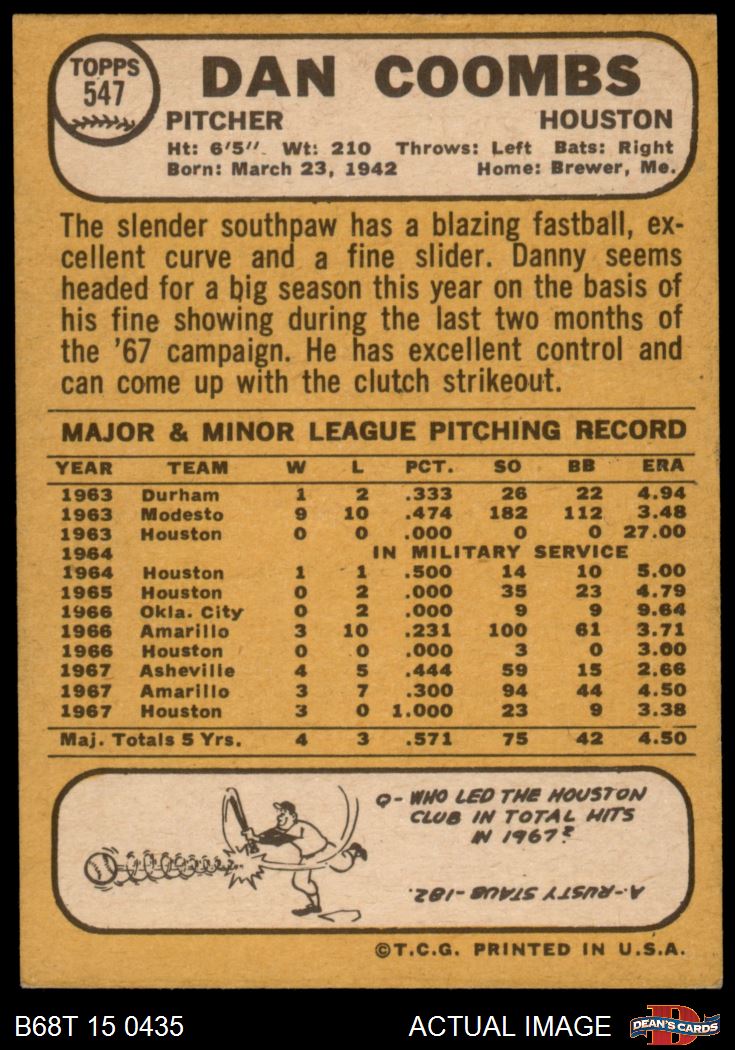 TOPPS
547
DAN COOMBS
PITCHER HOUSTON
Ht: 6'5". Wt: 210 Throws: Left Bats: Right
Born: March 23, 1942 Home: Brewer, Me.
The slender southpaw has a blazing fastball, ex-
cellent curve and a fine slider. Danny seems
headed for a big season this year on the basis of
his fine showing during the last two months of
the '67 campaign. He has excellent control and
can come up with the clutch strikeout.
MAJOR & MINOR LEAGUE PITCHING RECORD
YEAR TEAM W L PCT. SO BB ERA
1963 Durham 1 2 .333 26 22 4.94
1963 Modesto 9 10 .474 182 112 3.48
1963 Houston 0 0 .000 0 0 27.00
1964 IN MILITARY SERVICE
1964 Houston 1 1 .500 14 10 5.00
1965 Houston 0 2 .000 35 23 4.79
1966 Okla. City 0 2 .000 9 9 9.64
1966 Amarillo 3 10 .231 100 61 3.71
1966 Houston 0 0 .000 3 0 3.00
1967 Asheville 4 5 .444 59 15 2.66
1967 Amarillo 3 7 .300 94 44 4.50
1967 Houston 3 0 1.000 23 9 3.38
Maj. Totals 5 Yrs. 4 3 .571 75 42 4.50
Q- WHO LED THE HOUSTON
CLUB IN TOTAL HITS
IN 1967?
A-RUSTY STAUB-182.
©T.C.G. PRINTED IN U.S.A.
B68T 15 0435 ACTUAL IMAGE DEAN'S CARDS